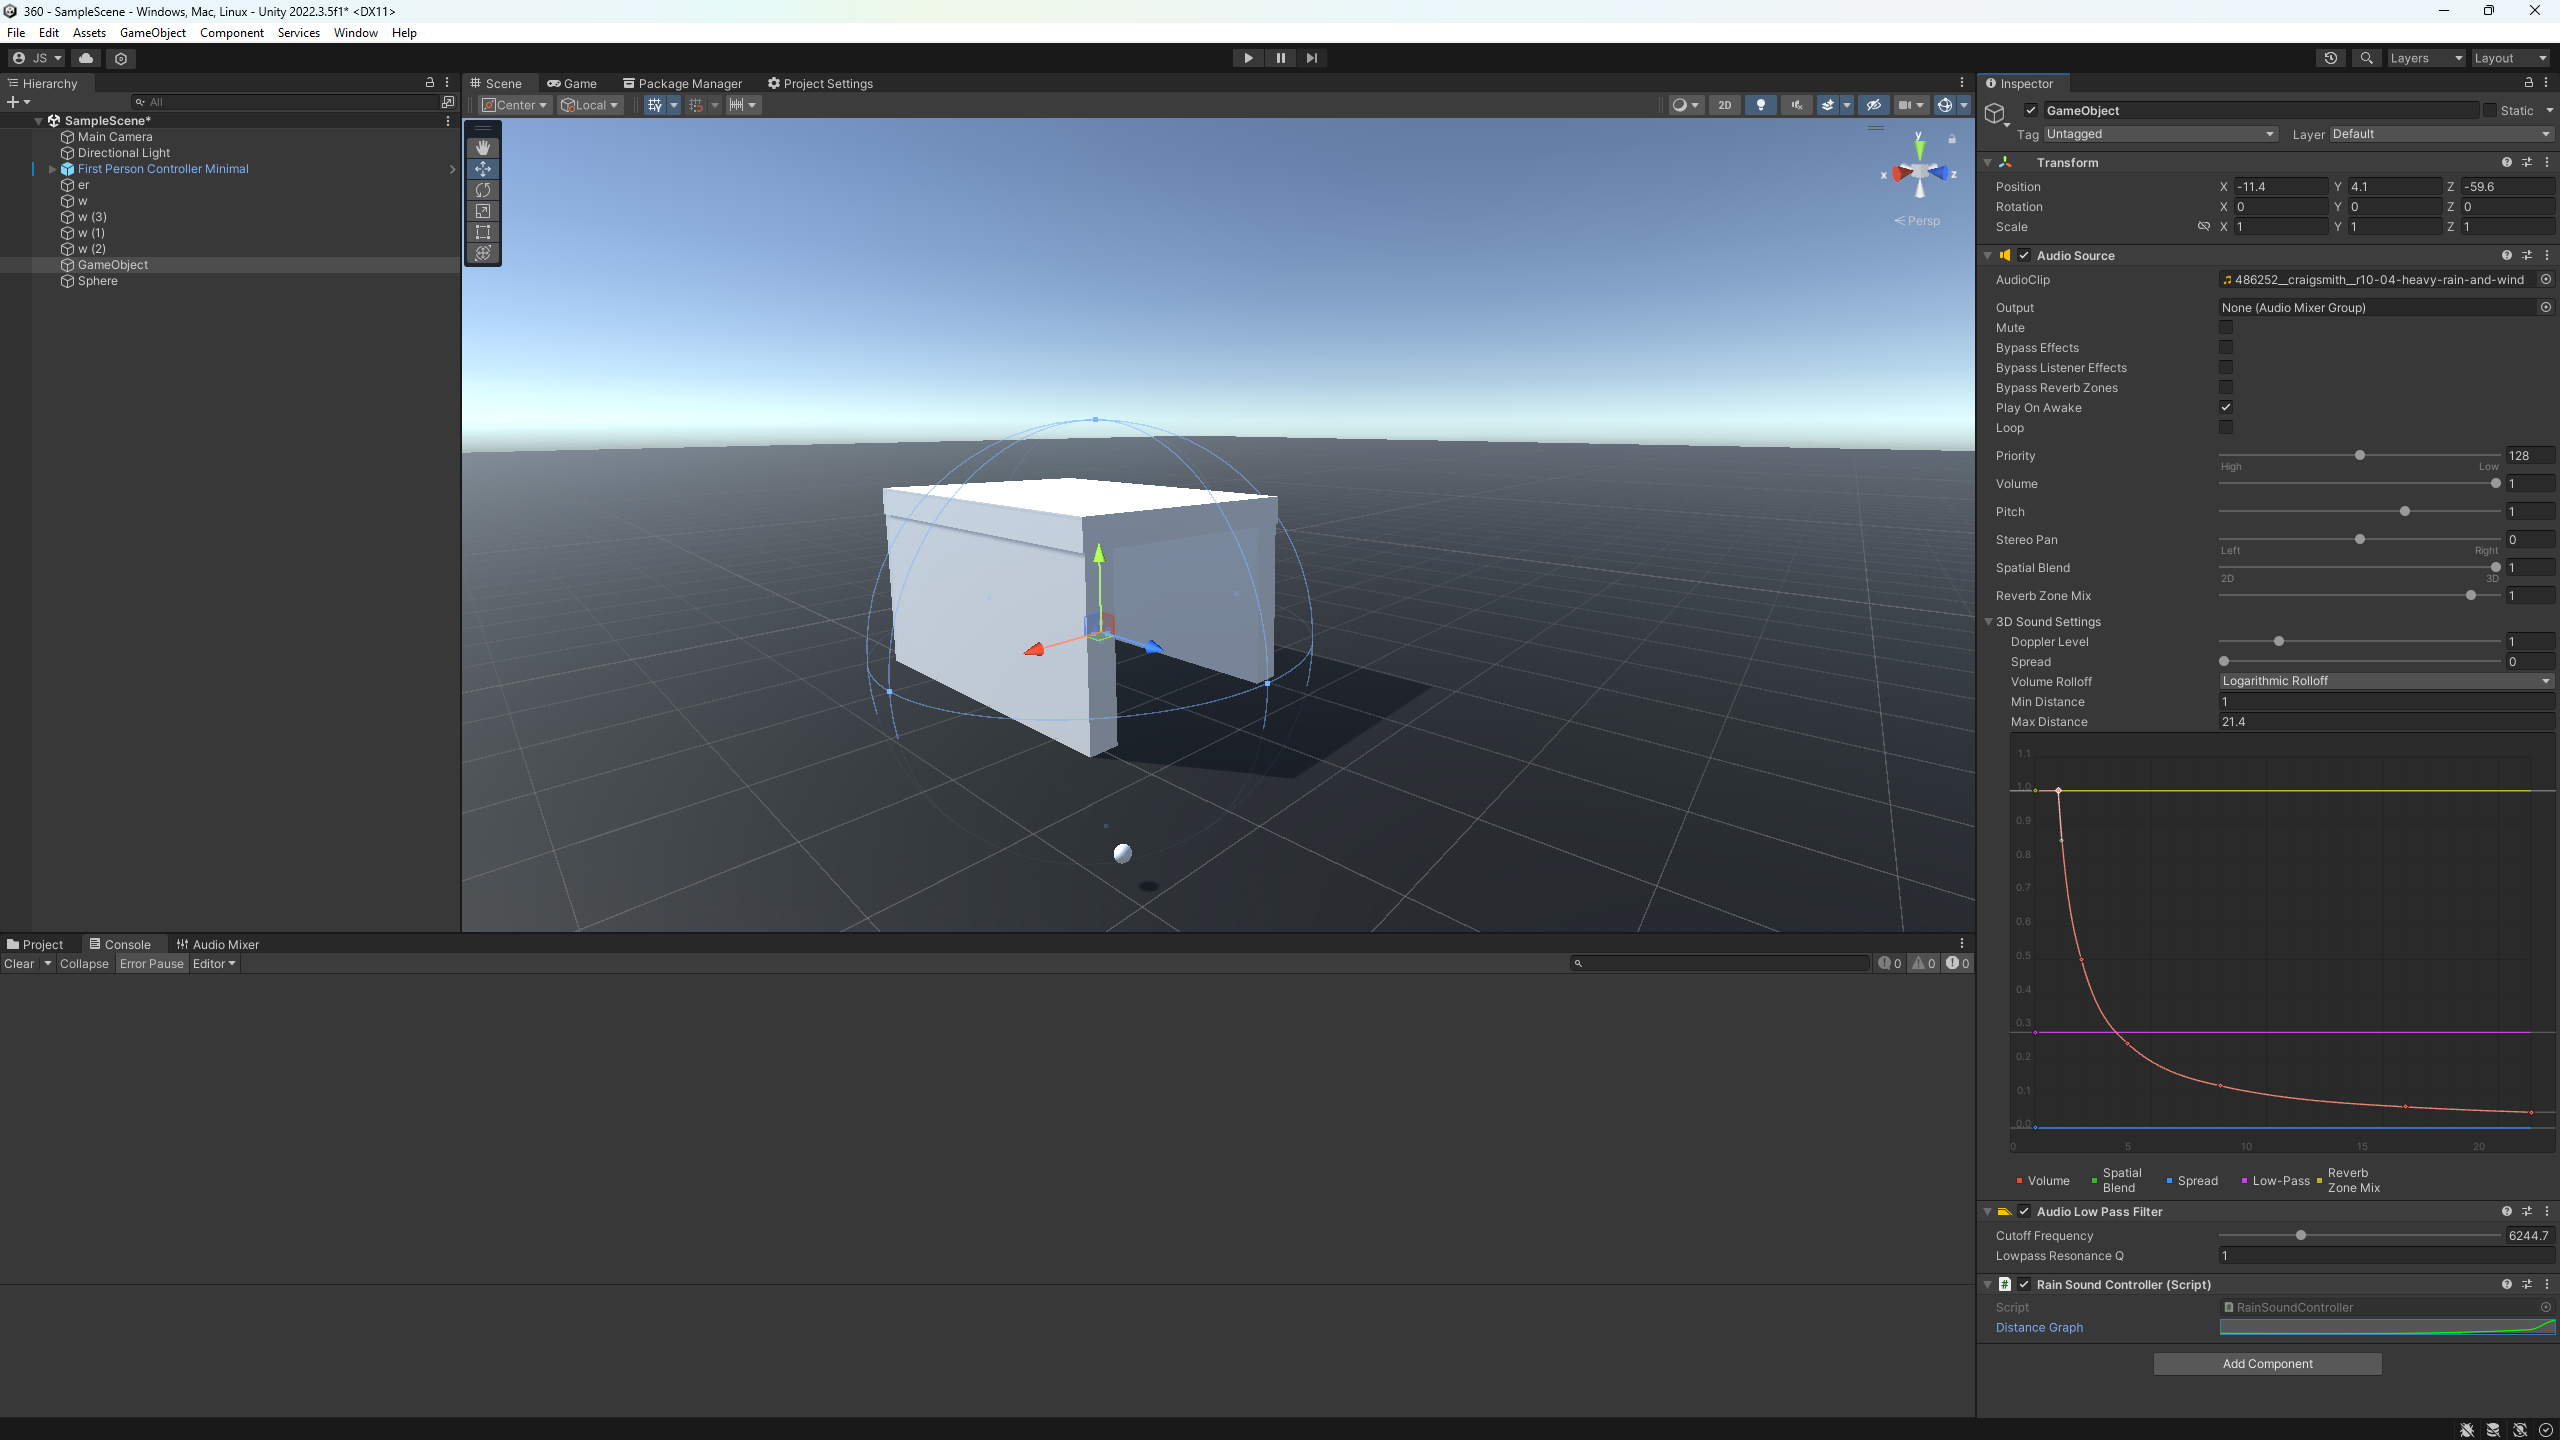 360 - SampleScene - Windows, Mac, Linux - Unity 2022.3.5f1* <DX11>
File Edit Assets GameObject Component Services Window Help
JS
Layers Layout
Hierarchy
All
SampleScene*
Main Camera
Directional Light
First Person Controller Minimal
er
w
w (3)
w (1)
w (2)
GameObject
Sphere
Scene Game Package Manager Project Settings
Center Local 2D
y
x z
Persp
Project Console Audio Mixer
Clear Collapse Error Pause Editor 0 0 0
Inspector
GameObject Static
Tag Untagged Layer Default
Transform
Position X -11.4 Y 4.1 Z -59.6
Rotation X 0 Y 0 Z 0
Scale X 1 Y 1 Z 1
Audio Source
AudioClip 486252__craigsmith__r10-04-heavy-rain-and-wind
Output None (Audio Mixer Group)
Mute
Bypass Effects
Bypass Listener Effects
Bypass Reverb Zones
Play On Awake
Loop
Priority 128
High Low
Volume 1
Pitch 1
Stereo Pan 0
Left Right
Spatial Blend 1
2D 3D
Reverb Zone Mix 1
3D Sound Settings
Doppler Level 1
Spread 0
Volume Rolloff Logarithmic Rolloff
Min Distance 1
Max Distance 21.4
1.1
1.0
0.9
0.8
0.7
0.6
0.5
0.4
0.3
0.2
0.1
0.0
0 5 10 15 20
Volume Spatial Blend Spread Low-Pass Reverb Zone Mix
Audio Low Pass Filter
Cutoff Frequency 6244.7
Lowpass Resonance Q 1
Rain Sound Controller (Script)
Script RainSoundController
Distance Graph
Add Component